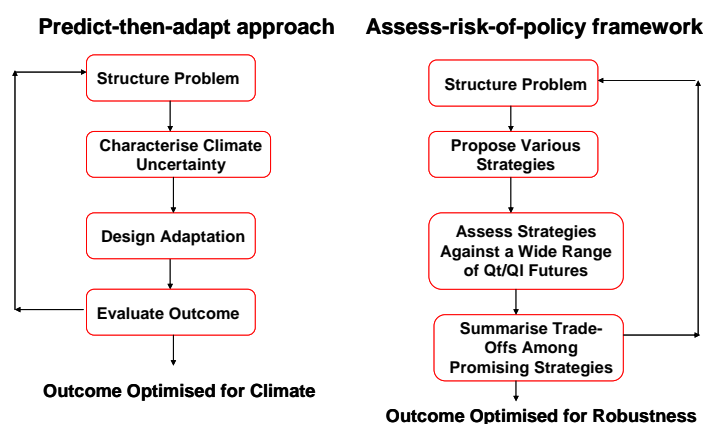 Predict-then-adapt approach
Structure Problem
Characterise Climate
Uncertainty
Design Adaptation
Evaluate Outcome
Outcome Optimised for Climate
Assess-risk-of-policy framework
Structure Problem
Propose Various
Strategies
Assess Strategies
Against a Wide Range
of Qt/Ql Futures
Summarise Trade-
Offs Among
Promising Strategies
Outcome Optimised for Robustness